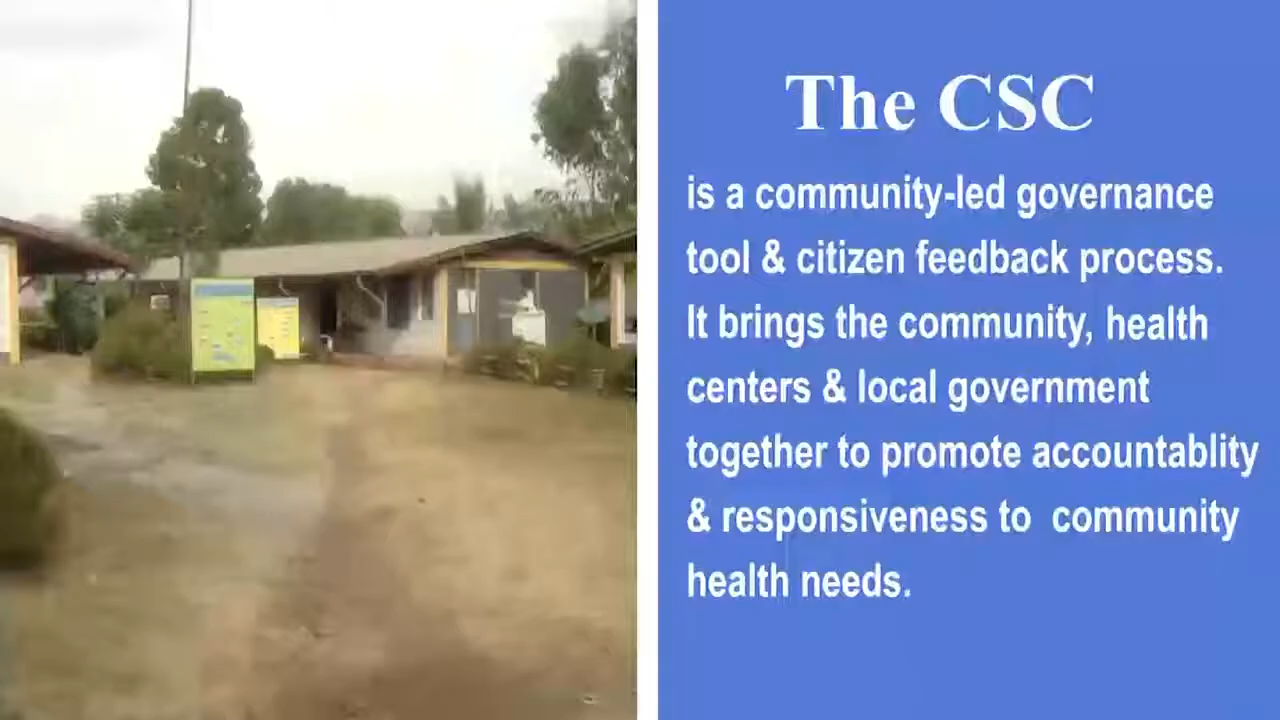 The CSC
is a community-led governance
tool & citizen feedback process.
It brings the community, health
centers & local government
together to promote accountablity
& responsiveness to  community
health needs.